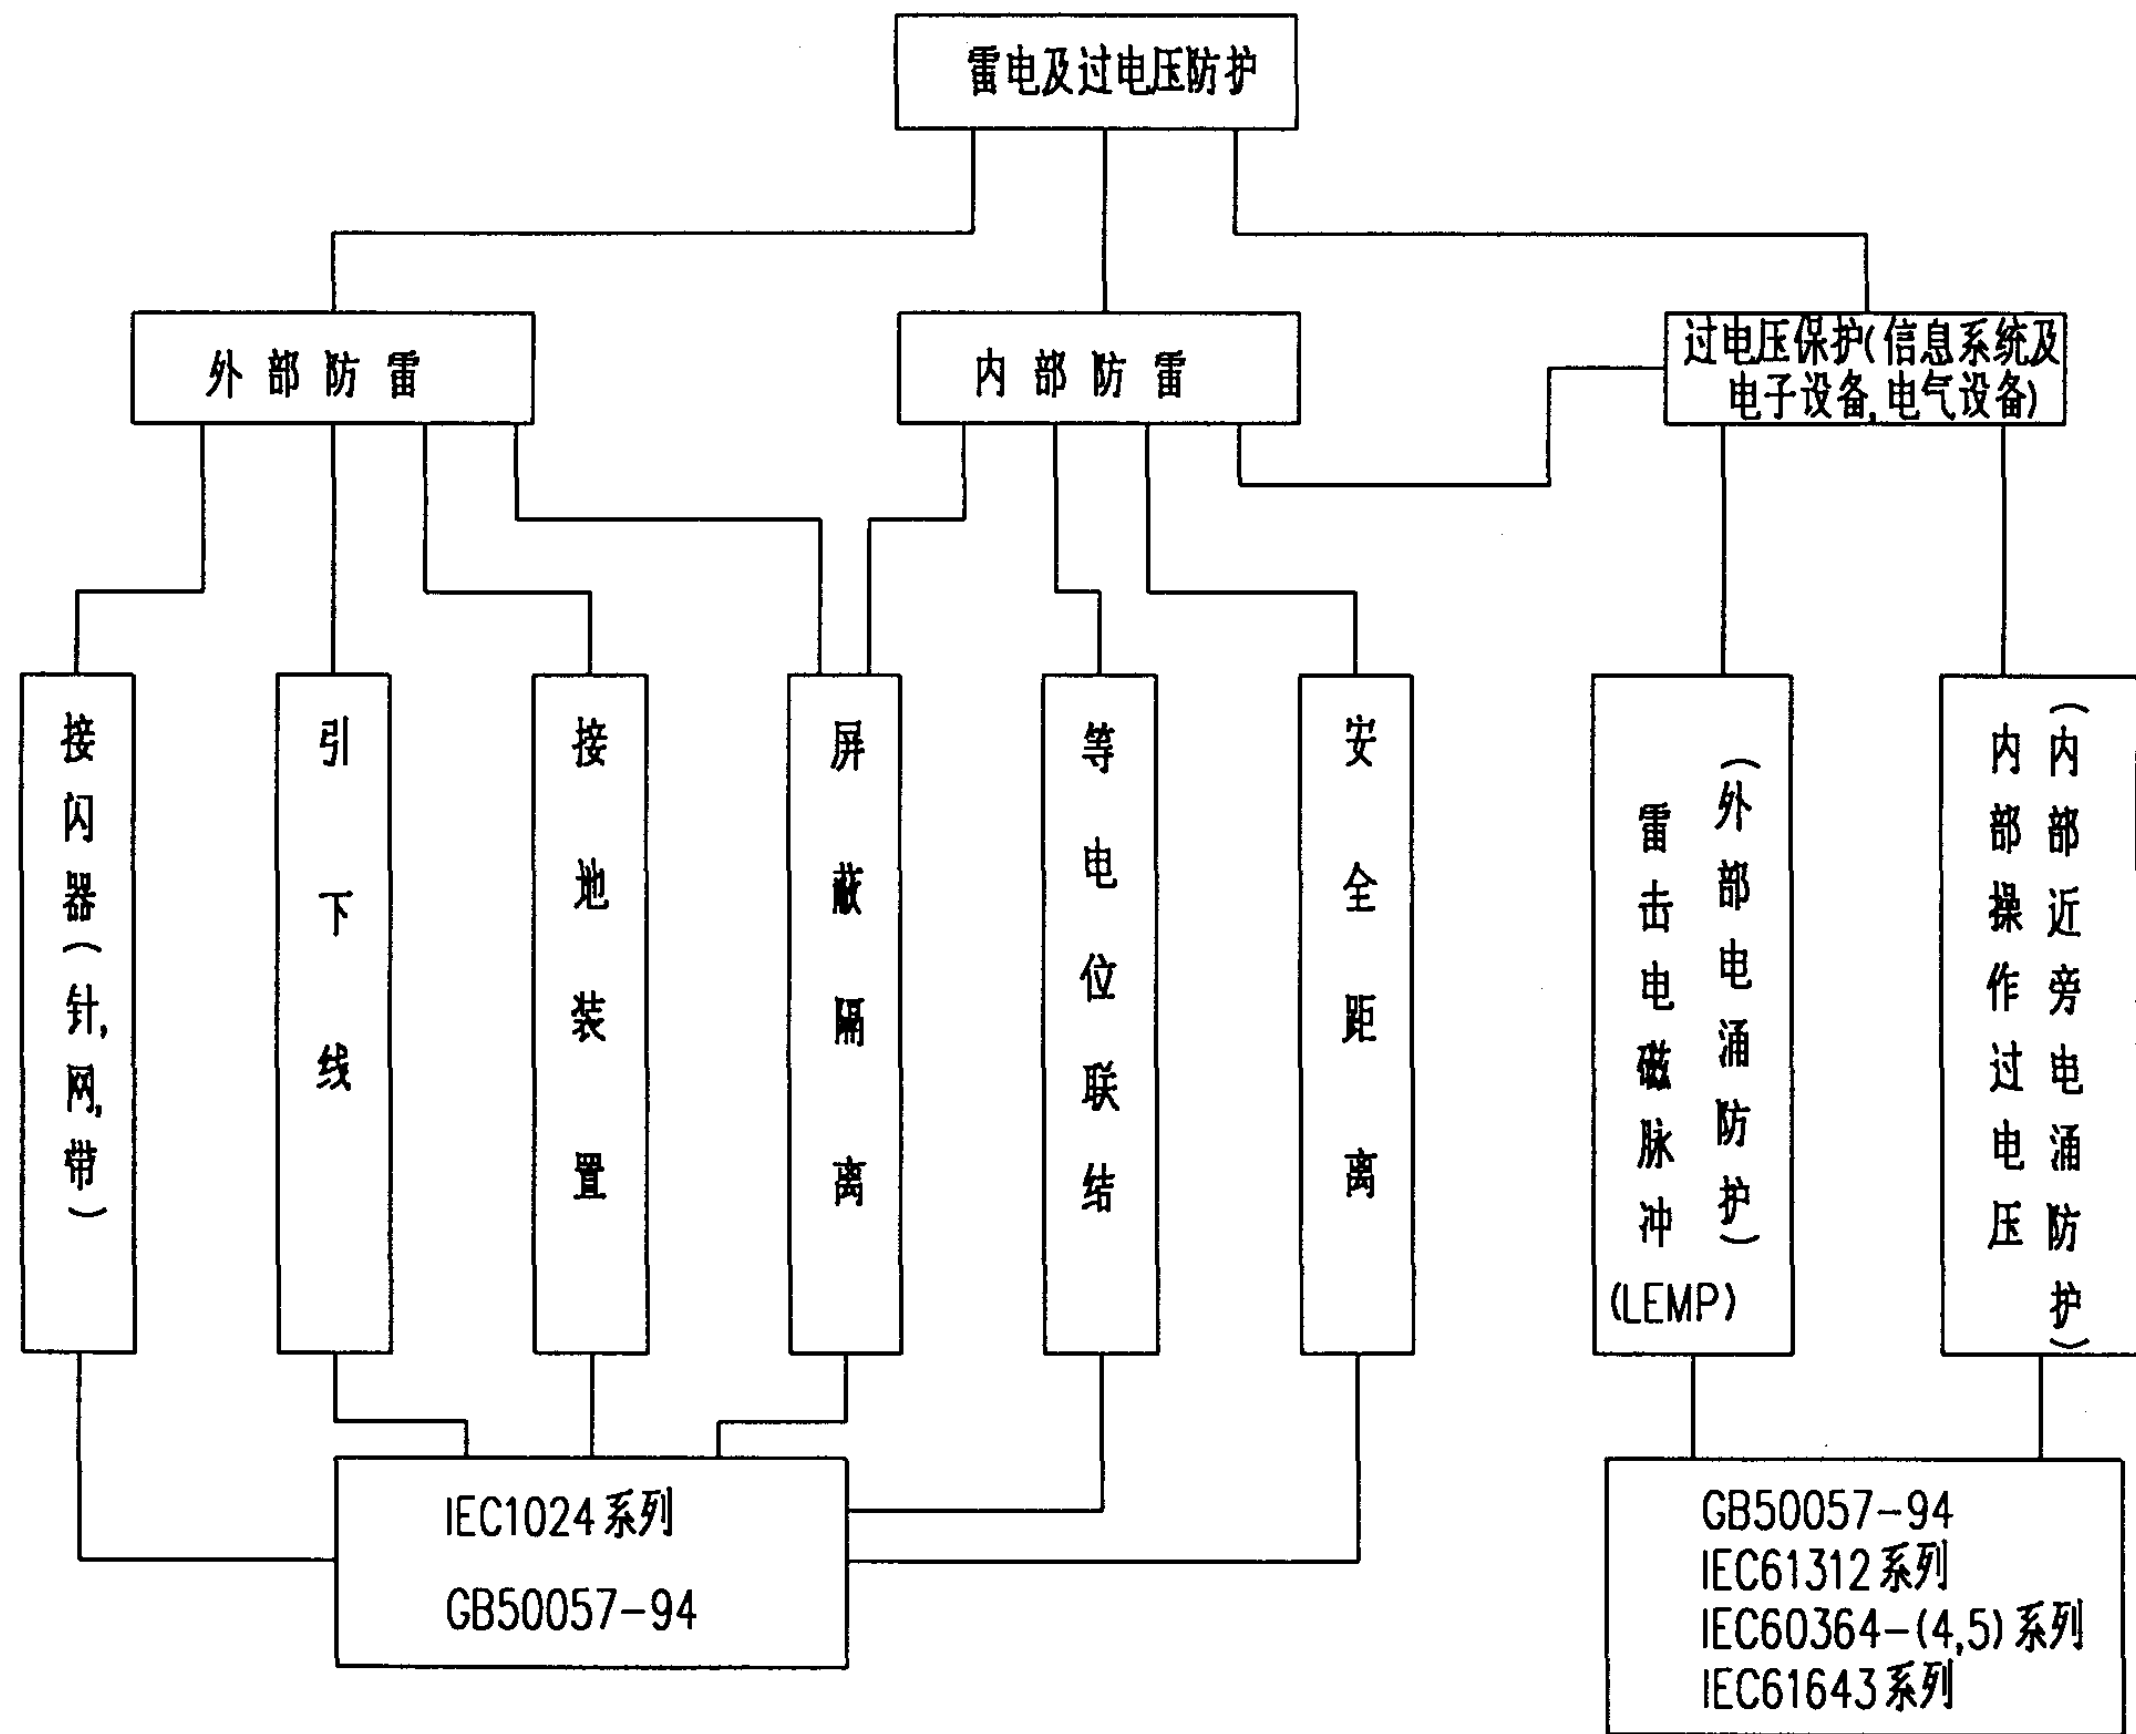 雷电及过电压防护
外部防雷
内部防雷
过电压保护(信息系统及
电子设备,电气设备)
接闪器(针,网,带)
引下线
接地装置
屏蔽隔离
等电位联结
安全距离
(外部电涌防护)
雷击电磁脉冲
(LEMP)
(内部近旁电涌防护)
内部操作过电压
IEC1024系列
GB50057-94
GB50057-94
IEC61312系列
IEC60364-(4,5)系列
IEC61643系列